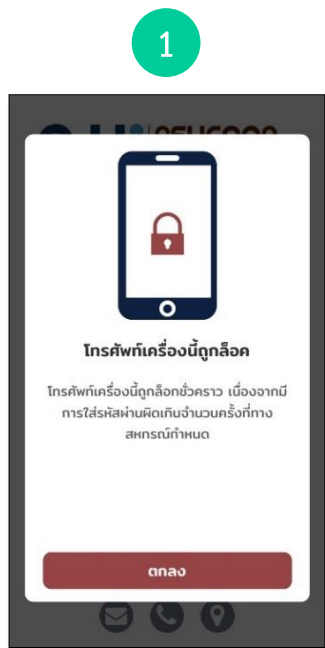 1
โทรศัพท์เครื่องนี้ถูกล็อค
โทรศัพท์เครื่องนี้ถูกล็อกชั่วคราว เนื่องจากมี
การใส่รหัสผ่านผิดเกินจำนวนครั้งที่ทาง
สหกรณ์กำหนด
ตกลง